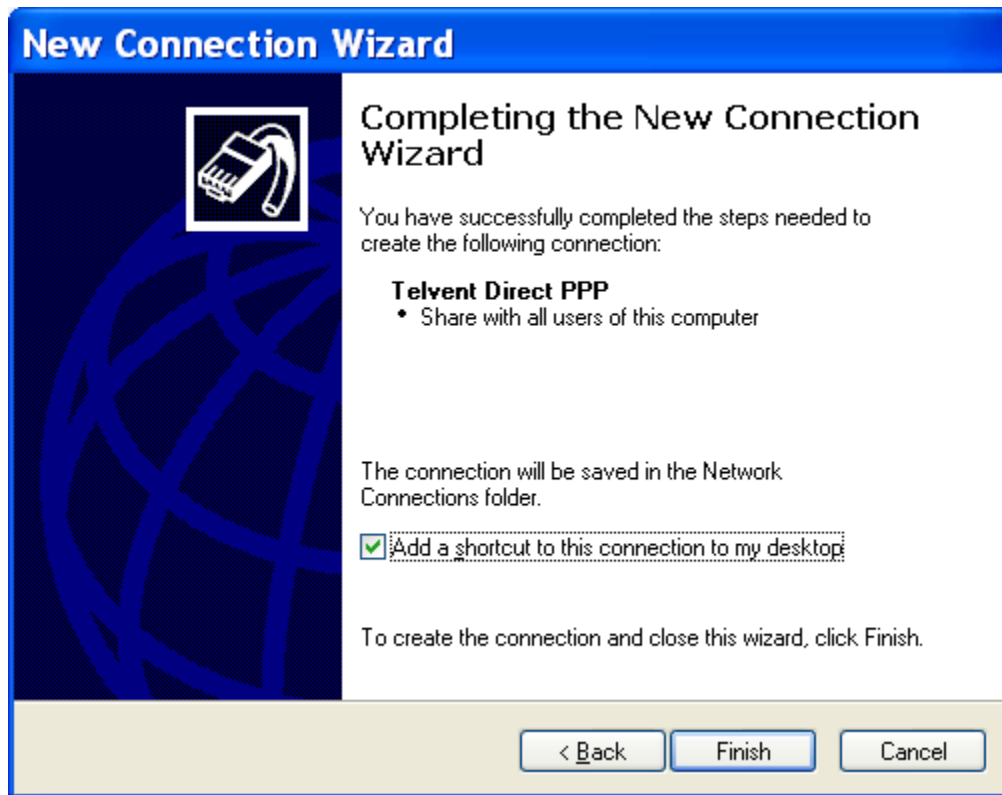 New Connection Wizard
Completing the New Connection
Wizard
You have successfully completed the steps needed to
create the following connection:
Telvent Direct PPP
• Share with all users of this computer
The connection will be saved in the Network
Connections folder.
Add a shortcut to this connection to my desktop
To create the connection and close this wizard, click Finish.
< Back
Finish
Cancel